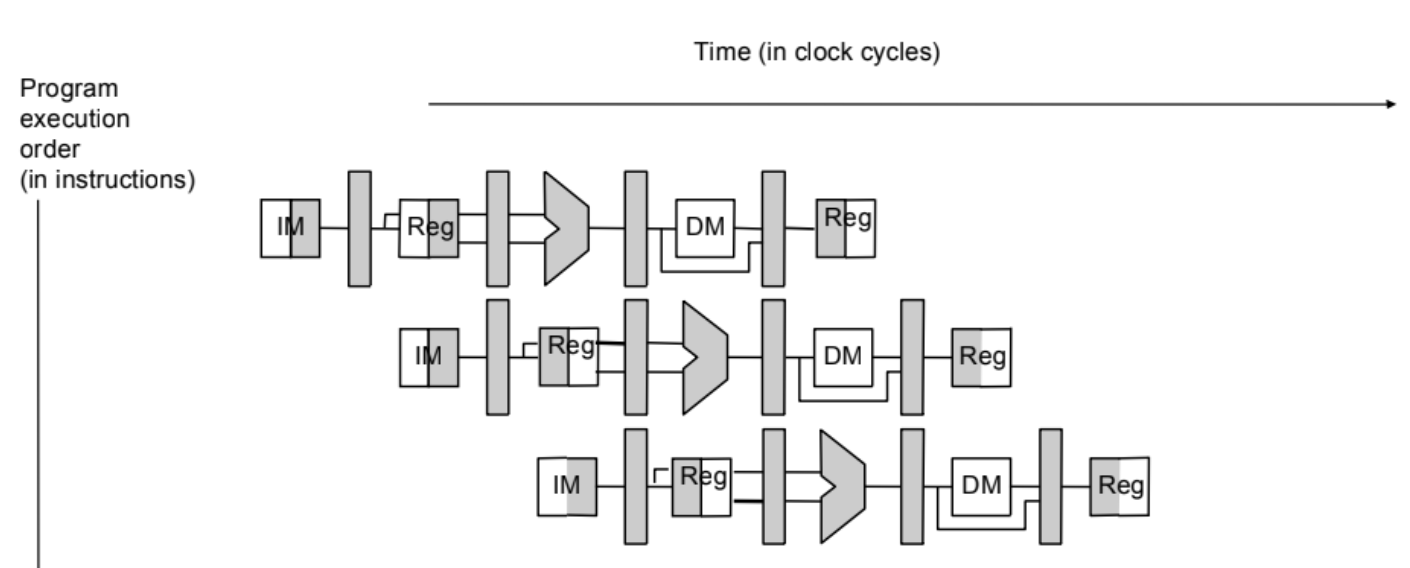 Time (in clock cycles)
Program
execution
order
(in instructions)
IM Reg DM Reg
IM Reg DM Reg
IM Reg DM Reg